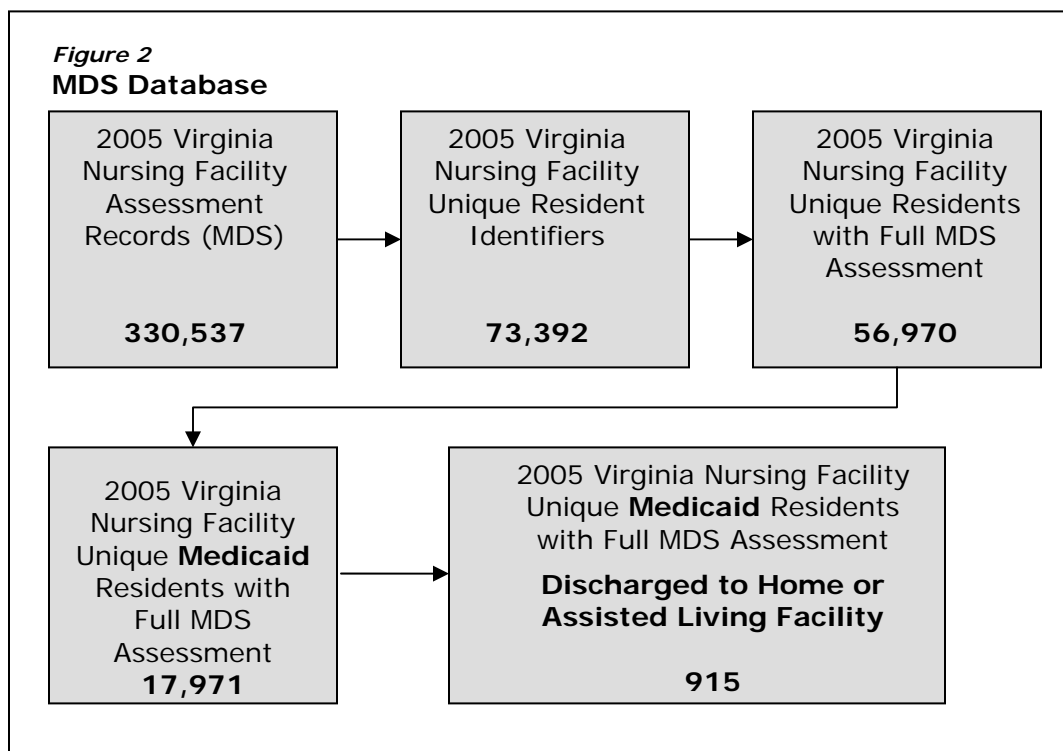 Figure 2
MDS Database
2005 Virginia
Nursing Facility
Assessment
Records (MDS)
330,537
2005 Virginia
Nursing Facility
Unique Resident
Identifiers
73,392
2005 Virginia
Nursing Facility
Unique Residents
with Full MDS
Assessment
56,970
2005 Virginia
Nursing Facility
Unique Medicaid
Residents with
Full MDS
Assessment
17,971
2005 Virginia Nursing Facility
Unique Medicaid Residents
with Full MDS Assessment
Discharged to Home or
Assisted Living Facility
915